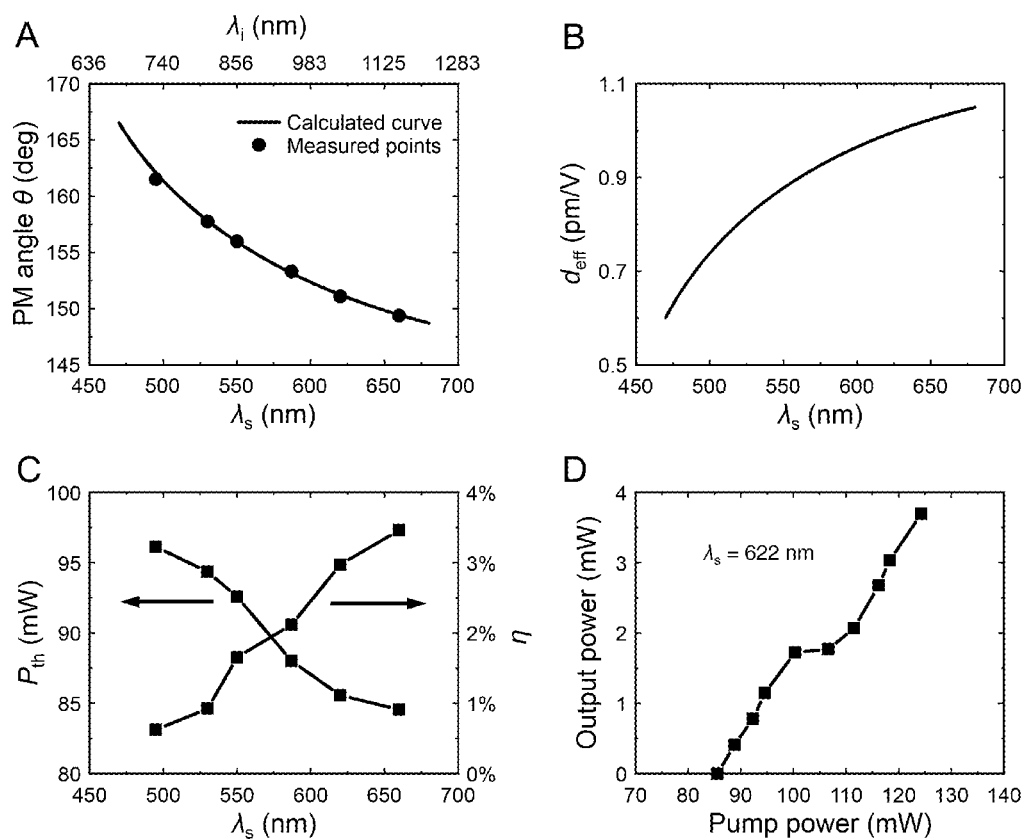 A
λi (nm)
636 740 856 983 1125 1283
170
165
160
155
150
145
PM angle θ (deg)
Calculated curve
Measured points
450 500 550 600 650 700
λs (nm)
B
1.1
0.9
0.7
0.5
deff (pm/V)
450 500 550 600 650 700
λs (nm)
C
100
95
90
85
80
Pth (mW)
4%
3%
2%
1%
0%
η
450 500 550 600 650 700
λs (nm)
D
4
3
2
1
0
Output power (mW)
λs = 622 nm
70 80 90 100 110 120 130 140
Pump power (mW)